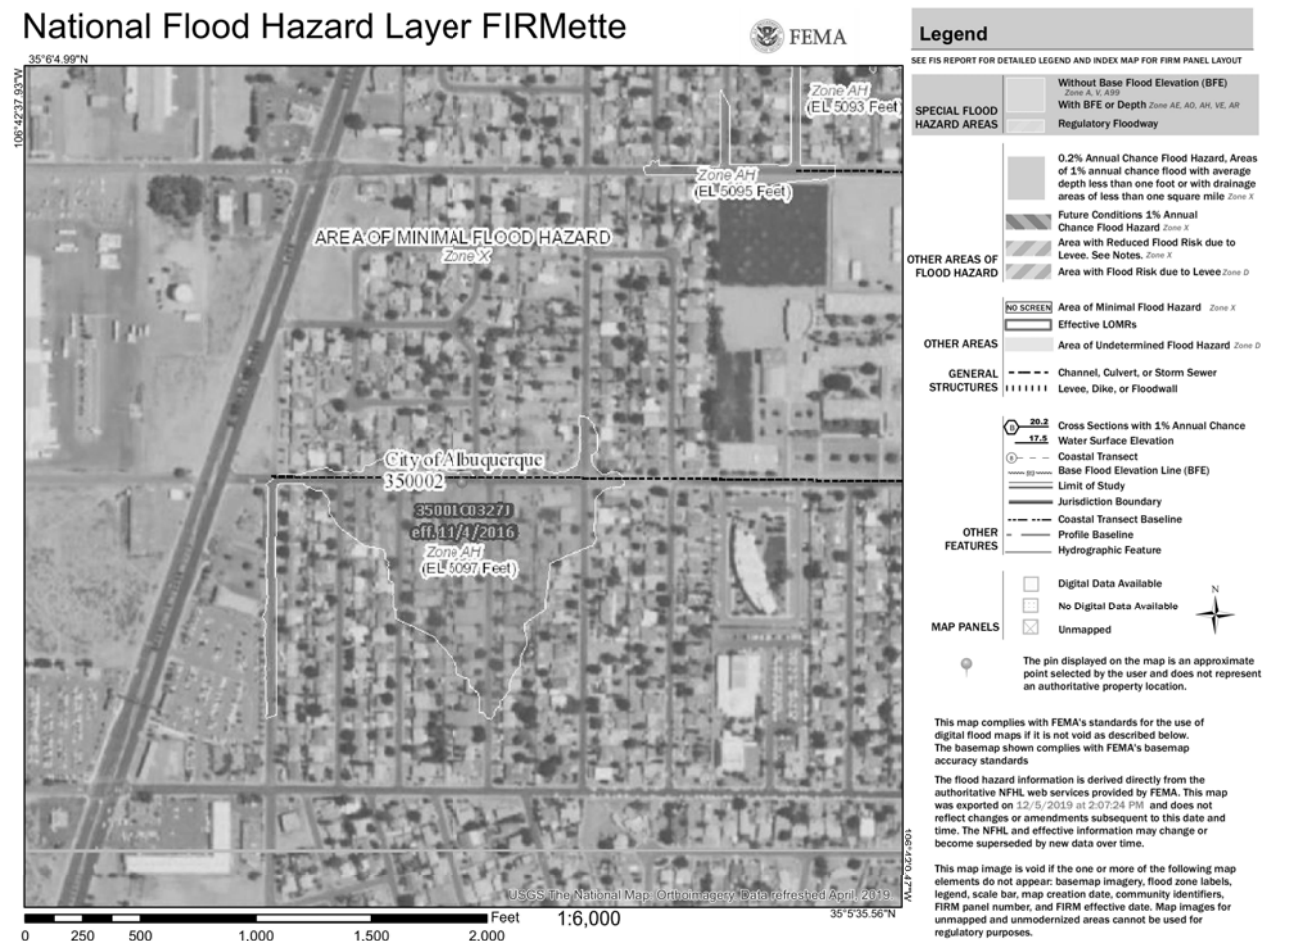 National Flood Hazard Layer FIRMette
FEMA
35°6'4.99"N
106°42'37.93"W
Zone AH
(EL 5093 Feet)
Zone AH
(EL 5095 Feet)
AREA OF MINIMAL FLOOD HAZARD
Zone X
City of Albuquerque
350002
35001C0327J
eff.11/4/2016
Zone AH
(EL 5097 Feet)
USGS The National Map: Orthoimagery. Data refreshed April, 2019.
106°42'0.47"W
35°5'35.56"N
Feet
1:6,000
0 250 500 1,000 1,500 2,000
Legend
SEE FIS REPORT FOR DETAILED LEGEND AND INDEX MAP FOR FIRM PANEL LAYOUT
SPECIAL FLOOD
HAZARD AREAS
Without Base Flood Elevation (BFE)
Zone A, V, A99
With BFE or Depth Zone AE, AO, AH, VE, AR
Regulatory Floodway
0.2% Annual Chance Flood Hazard, Areas
of 1% annual chance flood with average
depth less than one foot or with drainage
areas of less than one square mile Zone X
Future Conditions 1% Annual
Chance Flood Hazard Zone X
Area with Reduced Flood Risk due to
Levee. See Notes. Zone X
Area with Flood Risk due to Levee Zone D
OTHER AREAS OF
FLOOD HAZARD
NO SCREEN Area of Minimal Flood Hazard Zone X
Effective LOMRs
OTHER AREAS
Area of Undetermined Flood Hazard Zone D
GENERAL
STRUCTURES
Channel, Culvert, or Storm Sewer
Levee, Dike, or Floodwall
B 20.2 Cross Sections with 1% Annual Chance
17.5 Water Surface Elevation
Coastal Transect
Base Flood Elevation Line (BFE)
Limit of Study
Jurisdiction Boundary
Coastal Transect Baseline
OTHER
FEATURES
Profile Baseline
Hydrographic Feature
Digital Data Available
No Digital Data Available
Unmapped
MAP PANELS
N
The pin displayed on the map is an approximate
point selected by the user and does not represent
an authoritative property location.
This map complies with FEMA's standards for the use of
digital flood maps if it is not void as described below.
The basemap shown complies with FEMA's basemap
accuracy standards
The flood hazard information is derived directly from the
authoritative NFHL web services provided by FEMA. This map
was exported on 12/5/2019 at 2:07:24 PM and does not
reflect changes or amendments subsequent to this date and
time. The NFHL and effective information may change or
become superseded by new data over time.
This map image is void if the one or more of the following map
elements do not appear: basemap imagery, flood zone labels,
legend, scale bar, map creation date, community identifiers,
FIRM panel number, and FIRM effective date. Map images for
unmapped and unmodernized areas cannot be used for
regulatory purposes.